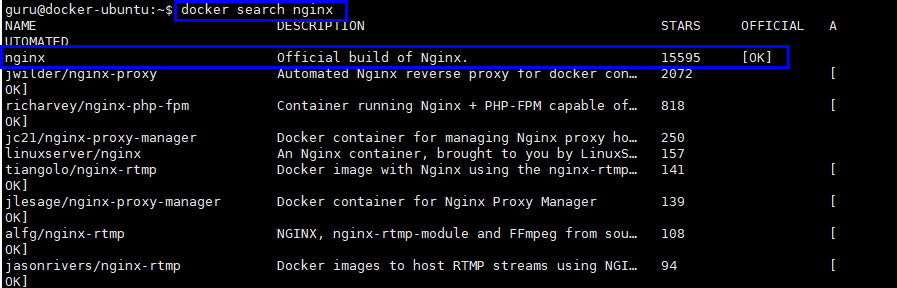 guru@docker-ubuntu:~$ docker search nginx
NAME DESCRIPTION STARS OFFICIAL A
UTOMATED
nginx Official build of Nginx. 15595 [OK]
jwilder/nginx-proxy Automated Nginx reverse proxy for docker con… 2072 [
OK]
richarvey/nginx-php-fpm Container running Nginx + PHP-FPM capable of… 818 [
OK]
jc21/nginx-proxy-manager Docker container for managing Nginx proxy ho… 250
linuxserver/nginx An Nginx container, brought to you by LinuxS… 157
tiangolo/nginx-rtmp Docker image with Nginx using the nginx-rtmp… 141 [
OK]
jlesage/nginx-proxy-manager Docker container for Nginx Proxy Manager 139 [
OK]
alfg/nginx-rtmp NGINX, nginx-rtmp-module and FFmpeg from sou… 108 [
OK]
jasonrivers/nginx-rtmp Docker images to host RTMP streams using NGI… 94 [
OK]